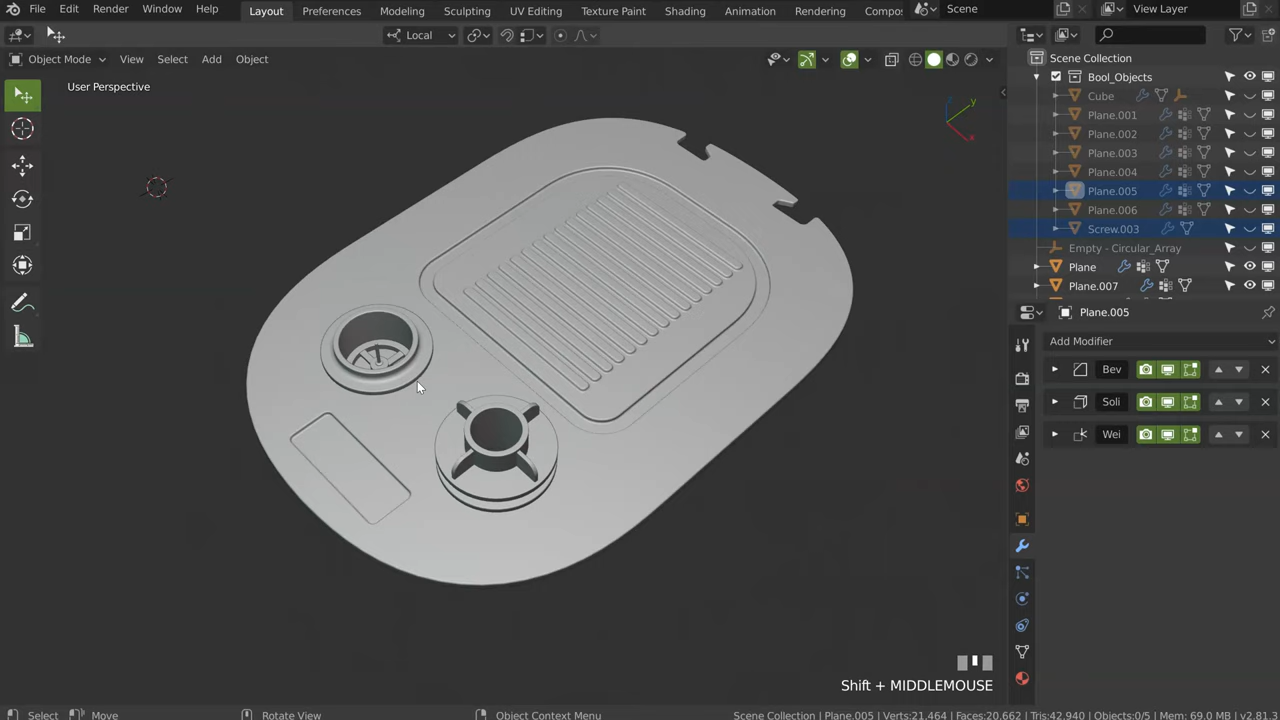 File Edit Render Window Help Layout Preferences Modeling Sculpting UV Editing Texture Paint Shading Animation Rendering Compos Scene View Layer
Local
Object Mode View Select Add Object
User Perspective
Scene Collection
Bool_Objects
Cube
Plane.001
Plane.002
Plane.003
Plane.004
Plane.005
Plane.006
Screw.003
Empty - Circular_Array
Plane
Plane.007
Plane.005
Add Modifier
Bev
Soli
Wei
z y x
Shift + MIDDLEMOUSE
Select Move Rotate View Object Context Menu Scene Collection | Plane.005 | Verts:21,464 | Faces:20,662 | Tris:42,940 | Objects:0/5 | Mem: 69.0 MB | v2.81.3